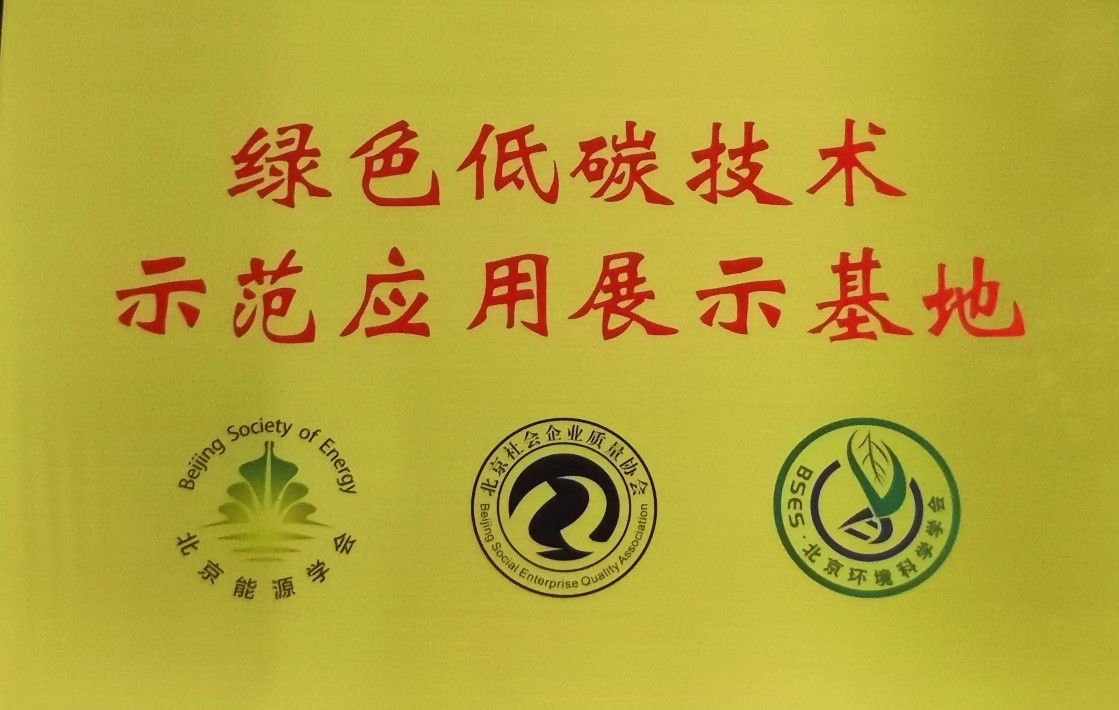 绿色低碳技术
示范应用展示基地
Beijing Society of Energy
北京能源学会
北京社会企业质量协会
Beijing Social Enterprise Quality Association
BSES·北京环境科学学会